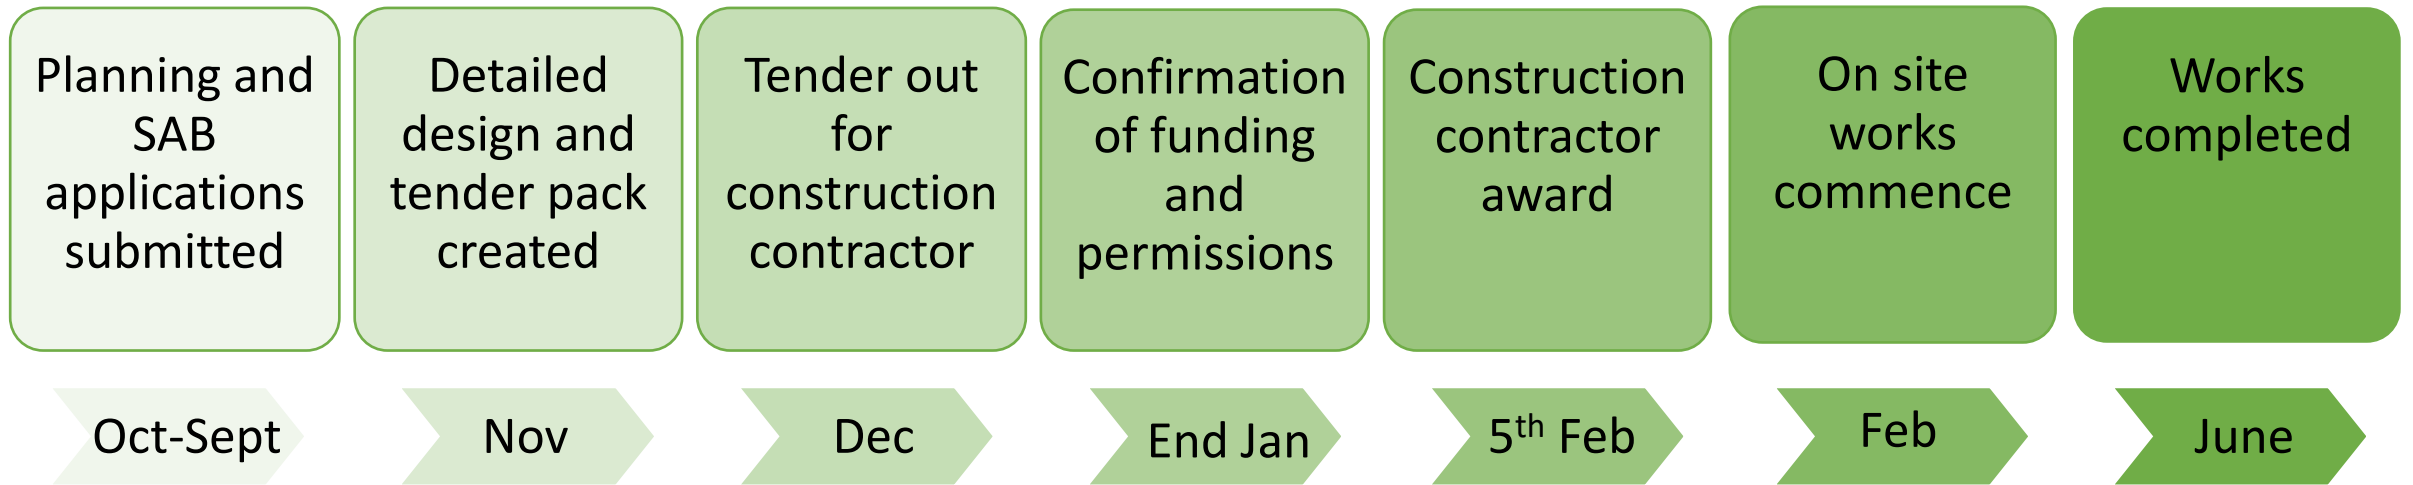 Planning and
SAB
applications
submitted
Detailed
design and
tender pack
created
Tender out
for
construction
contractor
Confirmation
of funding
and
permissions
Construction
contractor
award
On site
works
commence
Works
completed
Oct-Sept
Nov
Dec
End Jan
5th Feb
Feb
June